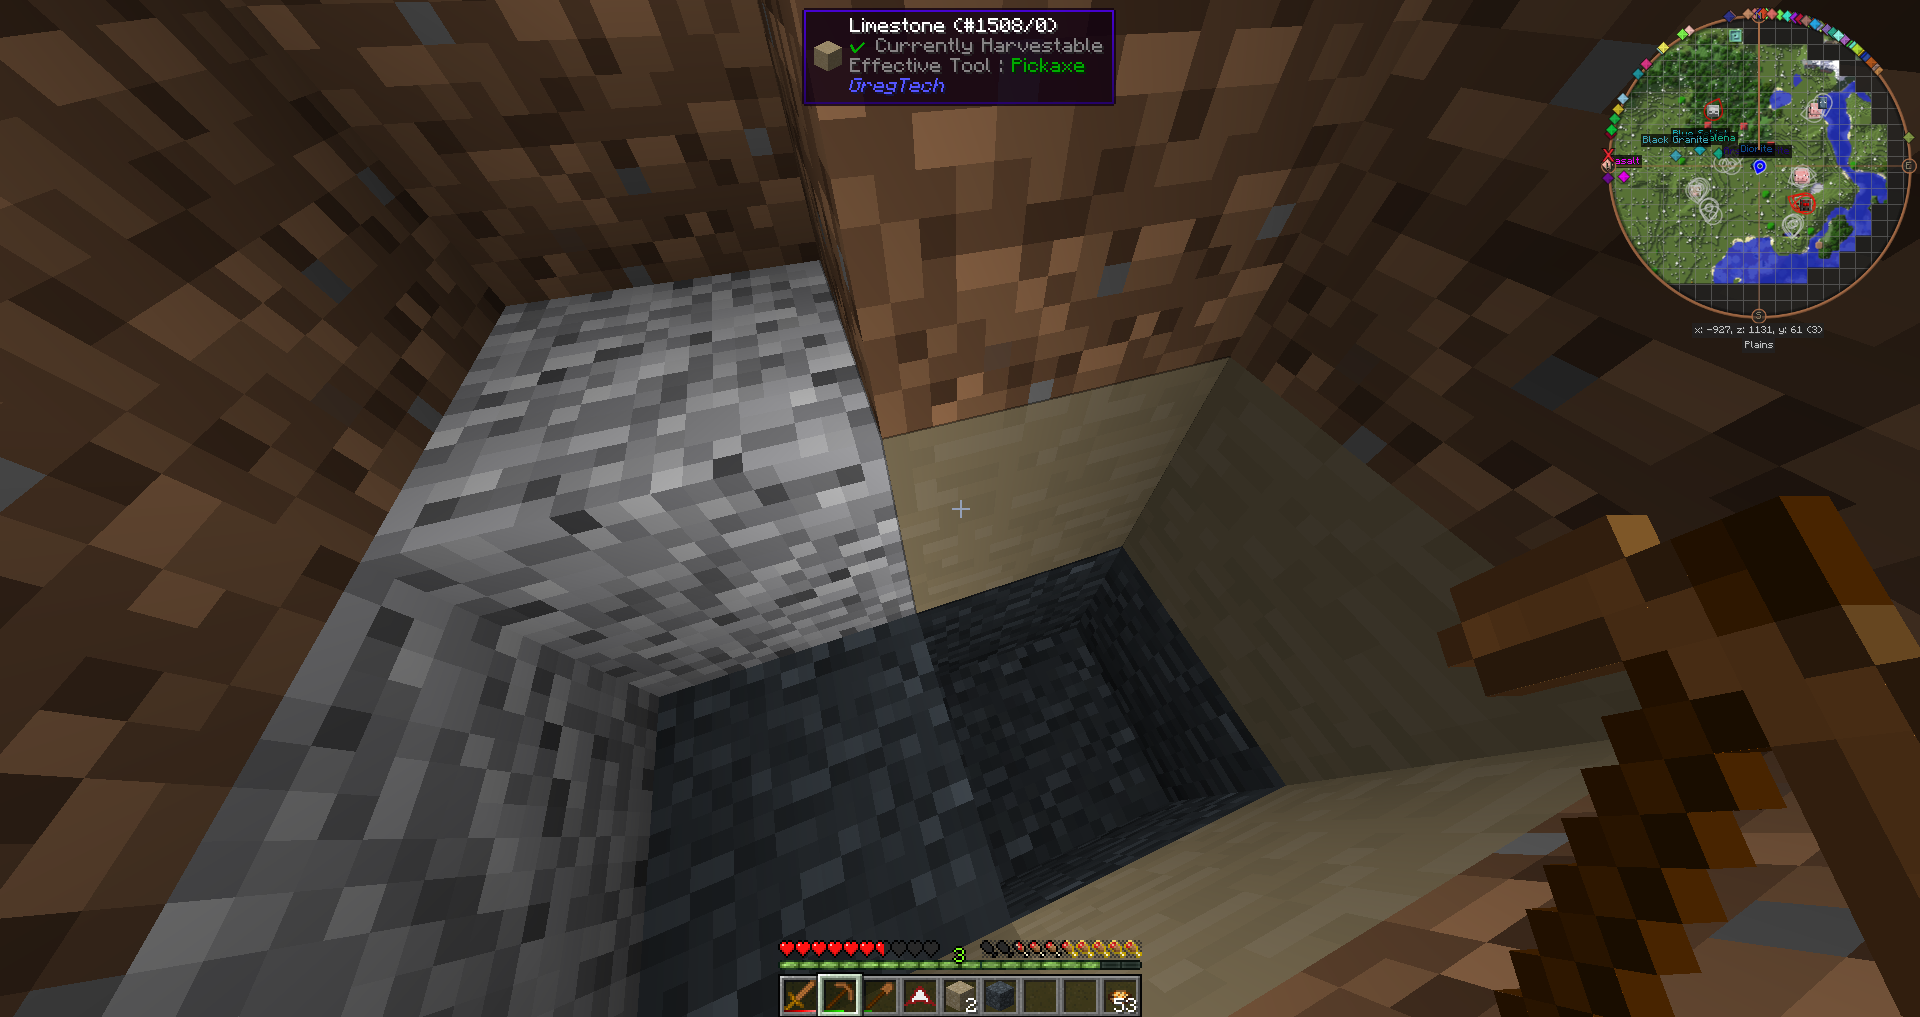 Limestone (#1508/0)
✓ Currently Harvestable
Effective Tool : Pickaxe
GregTech
Black Granite
Diorite
asalt
x: -927, z: 1131, y: 61 (3)
Plains
E
S
3
2
53